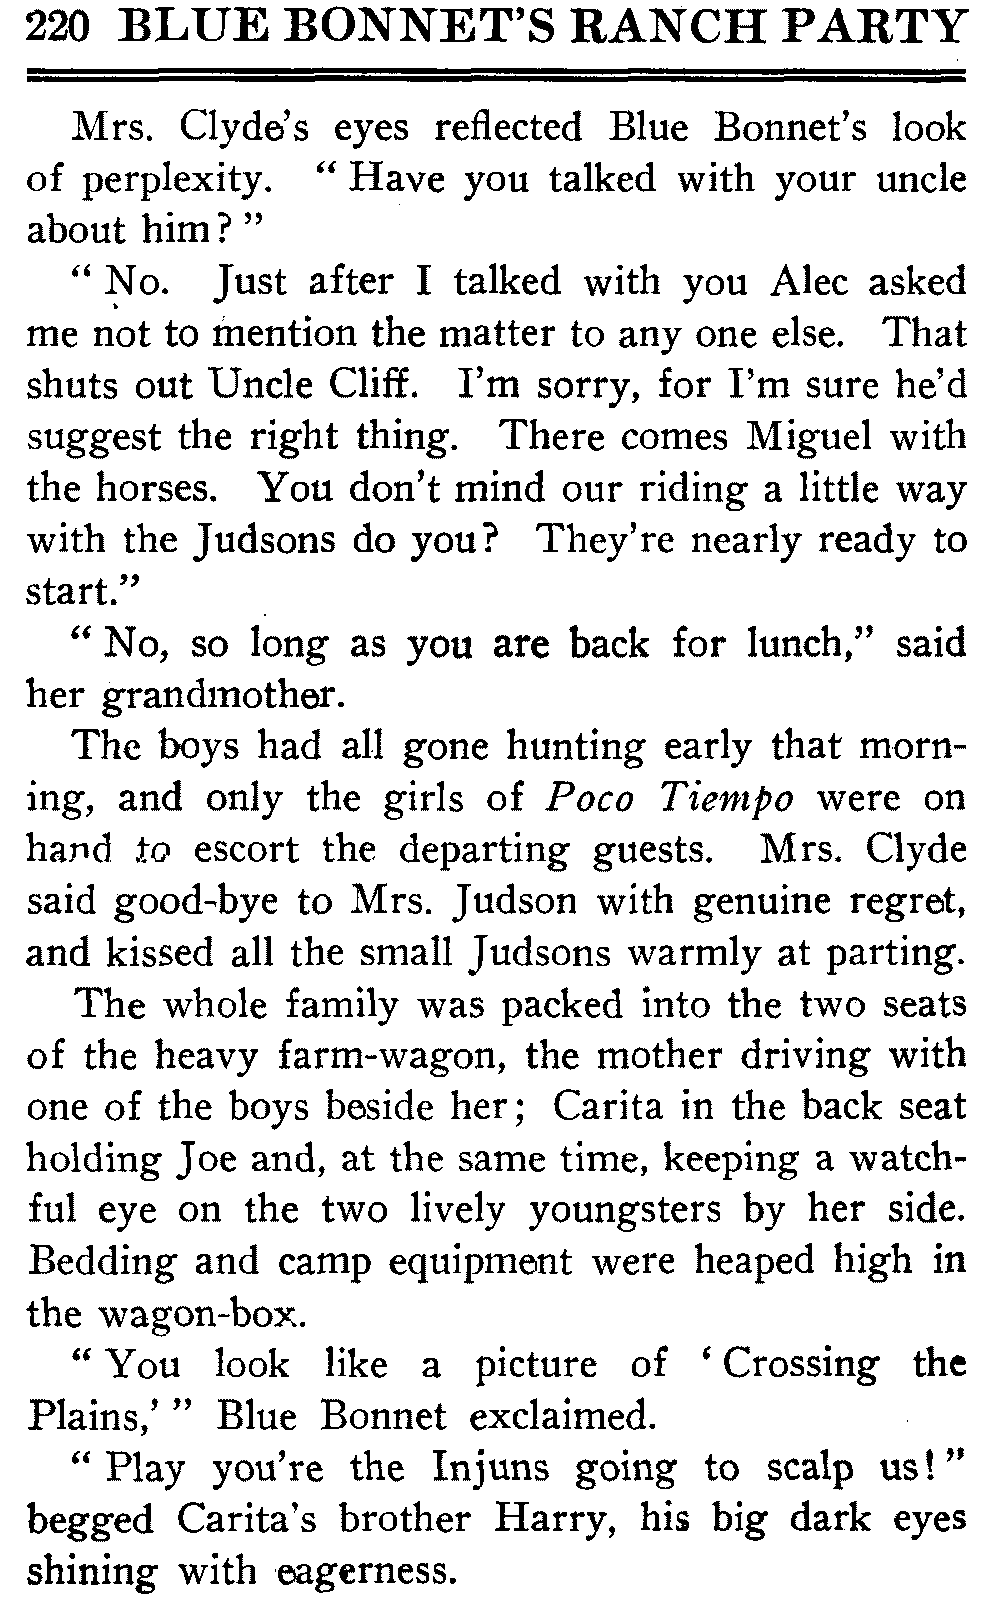 220 BLUE BONNET'S RANCH PARTY
Mrs. Clyde's eyes reflected Blue Bonnet's look
of perplexity. " Have you talked with your uncle
about him? "
" No. Just after I talked with you Alec asked
me not to mention the matter to any one else. That
shuts out Uncle Cliff. I'm sorry, for I'm sure he'd
suggest the right thing. There comes Miguel with
the horses. You don't mind our riding a little way
with the Judsons do you? They're nearly ready to
start."
" No, so long as you are back for lunch," said
her grandmother.
The boys had all gone hunting early that morn-
ing, and only the girls of Poco Tiempo were on
hand to escort the departing guests. Mrs. Clyde
said good-bye to Mrs. Judson with genuine regret,
and kissed all the small Judsons warmly at parting.
The whole family was packed into the two seats
of the heavy farm-wagon, the mother driving with
one of the boys beside her; Carita in the back seat
holding Joe and, at the same time, keeping a watch-
ful eye on the two lively youngsters by her side.
Bedding and camp equipment were heaped high in
the wagon-box.
" You look like a picture of ' Crossing the
Plains,' " Blue Bonnet exclaimed.
" Play you're the Injuns going to scalp us! "
begged Carita's brother Harry, his big dark eyes
shining with eagerness.